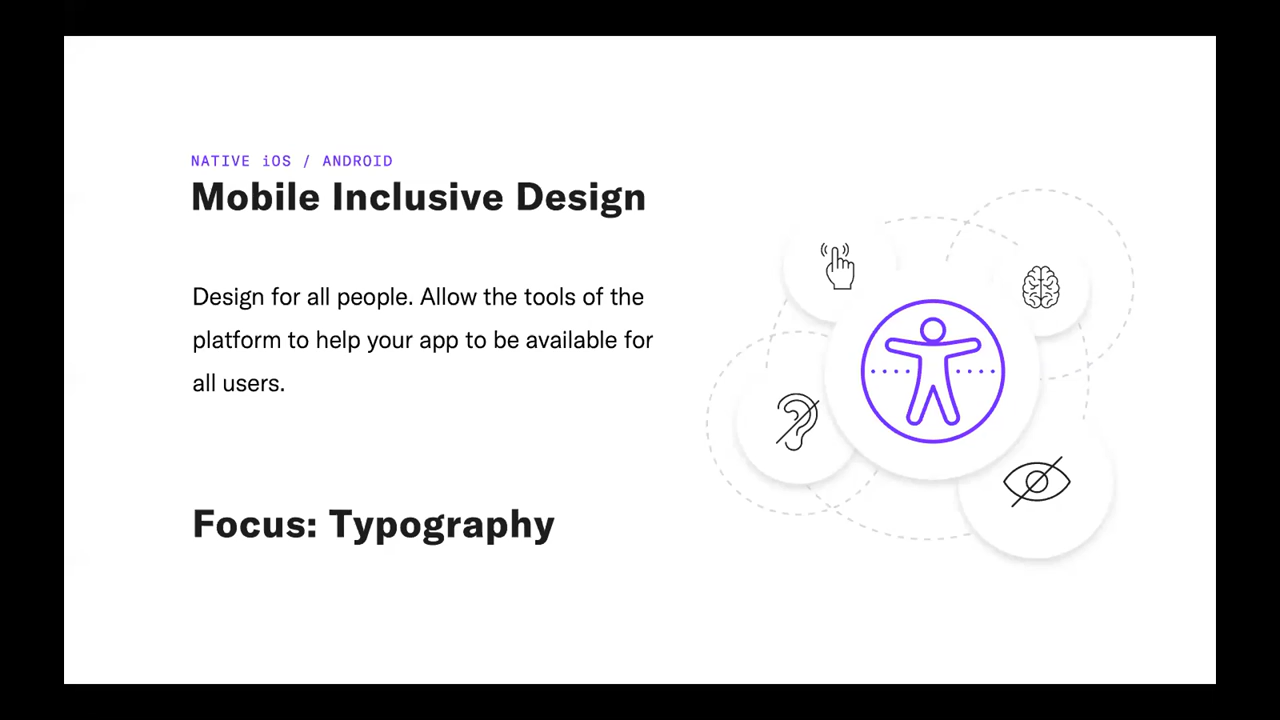 NATIVE iOS / ANDROID
Mobile Inclusive Design
Design for all people. Allow the tools of the
platform to help your app to be available for
all users.
Focus: Typography